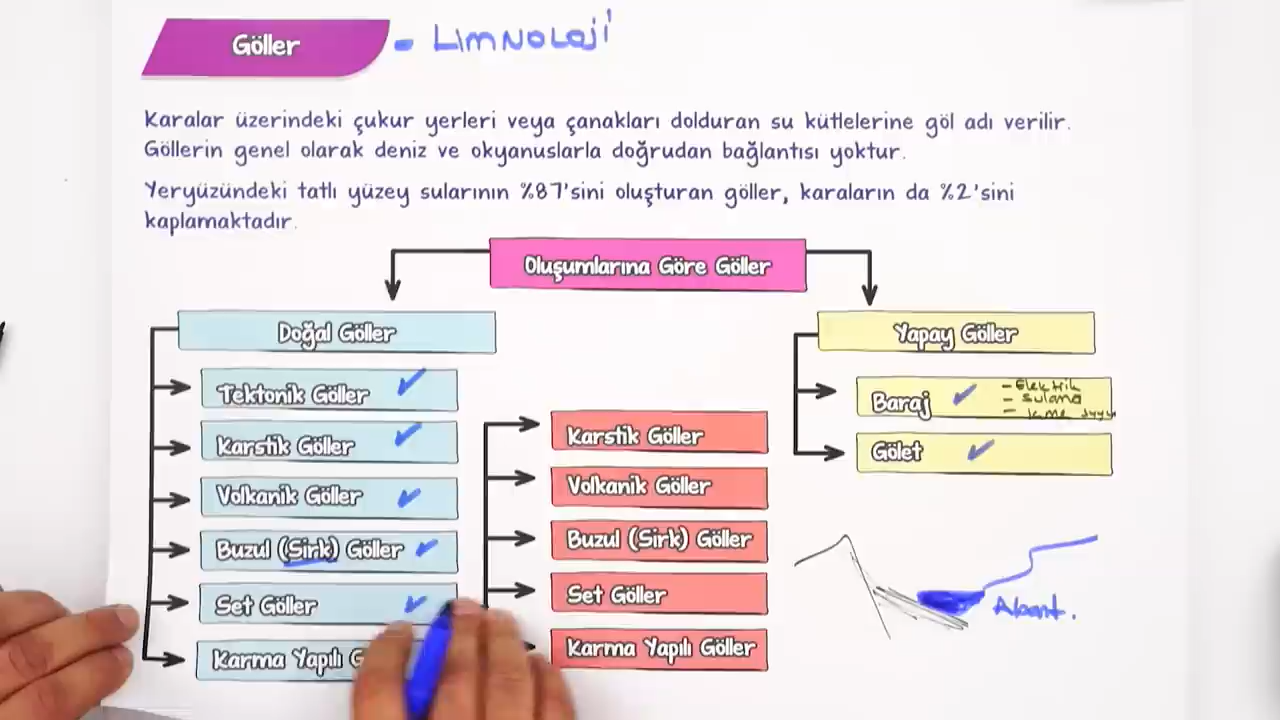 Göller
- LimNoloji
Karalar üzerindeki çukur yerleri veya çanakları dolduran su kütlelerine göl adı verilir.
Göllerin genel olarak deniz ve okyanuslarla doğrudan bağlantısı yoktur.
Yeryüzündeki tatlı yüzey sularının %87'sini oluşturan göller, karaların da %2'sini
kaplamaktadır.
Oluşumlarına Göre Göller
Doğal Göller
Tektonik Göller
Karstik Göller
Volkanik Göller
Buzul (Sirk) Göller
Set Göller
Karma Yapılı G
Karstik Göller
Volkanik Göller
Buzul (Sirk) Göller
Set Göller
Karma Yapılı Göller
Yapay Göller
Baraj
- Elektrik
- Sulama
- içme
Gölet
Abant.